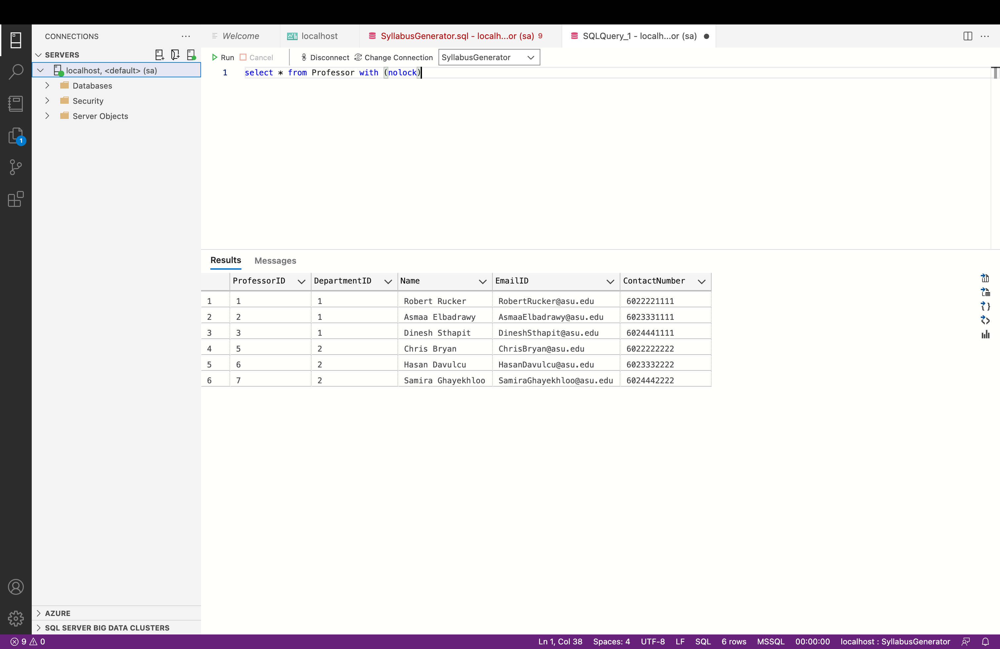 CONNECTIONS
Welcome
localhost
SyllabusGenerator.sql - localh...or (sa) 9
SQLQuery_1 - localh...or (sa)
SERVERS
Run
Cancel
Disconnect
Change Connection
SyllabusGenerator
localhost, <default> (sa)
1 select * from Professor with (nolock)
Databases
Security
Server Objects
1
Results Messages
ProfessorID DepartmentID Name EmailID ContactNumber
1 1 1 Robert Rucker RobertRucker@asu.edu 6022221111
2 2 1 Asmaa Elbadrawy AsmaaElbadrawy@asu.edu 6023331111
3 3 1 Dinesh Sthapit DineshSthapit@asu.edu 6024441111
4 5 2 Chris Bryan ChrisBryan@asu.edu 6022222222
5 6 2 Hasan Davulcu HasanDavulcu@asu.edu 6023332222
6 7 2 Samira Ghayekhloo SamiraGhayekhloo@asu.edu 6024442222
AZURE
SQL SERVER BIG DATA CLUSTERS
9 0 Ln 1, Col 38 Spaces: 4 UTF-8 LF SQL 6 rows MSSQL 00:00:00 localhost : SyllabusGenerator